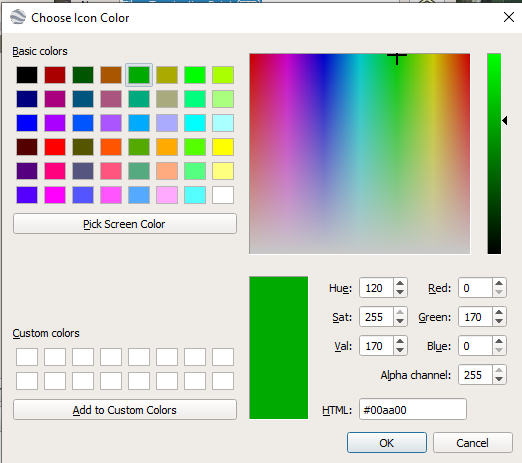 Choose Icon Color
Basic colors
Pick Screen Color
Hue: 120 Red: 0
Sat: 255 Green: 170
Val: 170 Blue: 0
Custom colors
Alpha channel: 255
Add to Custom Colors
HTML: #00aa00
OK Cancel